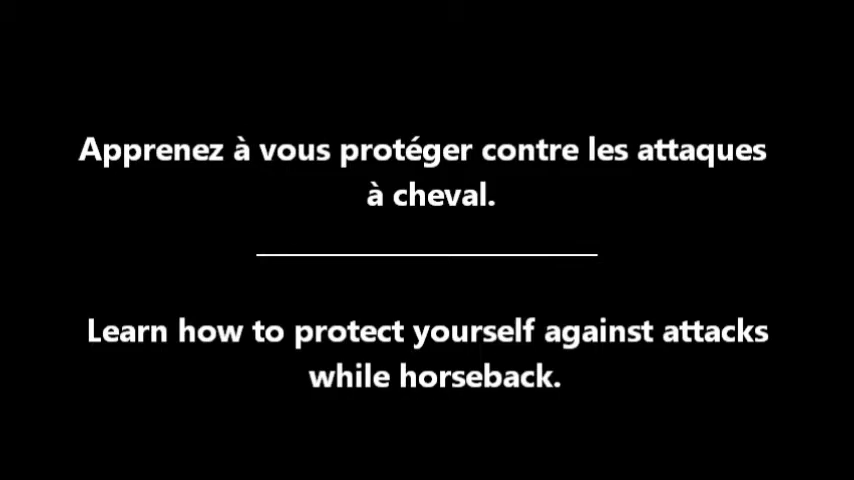 Apprenez à vous protéger contre les attaques
à cheval.
Learn how to protect yourself against attacks
while horseback.